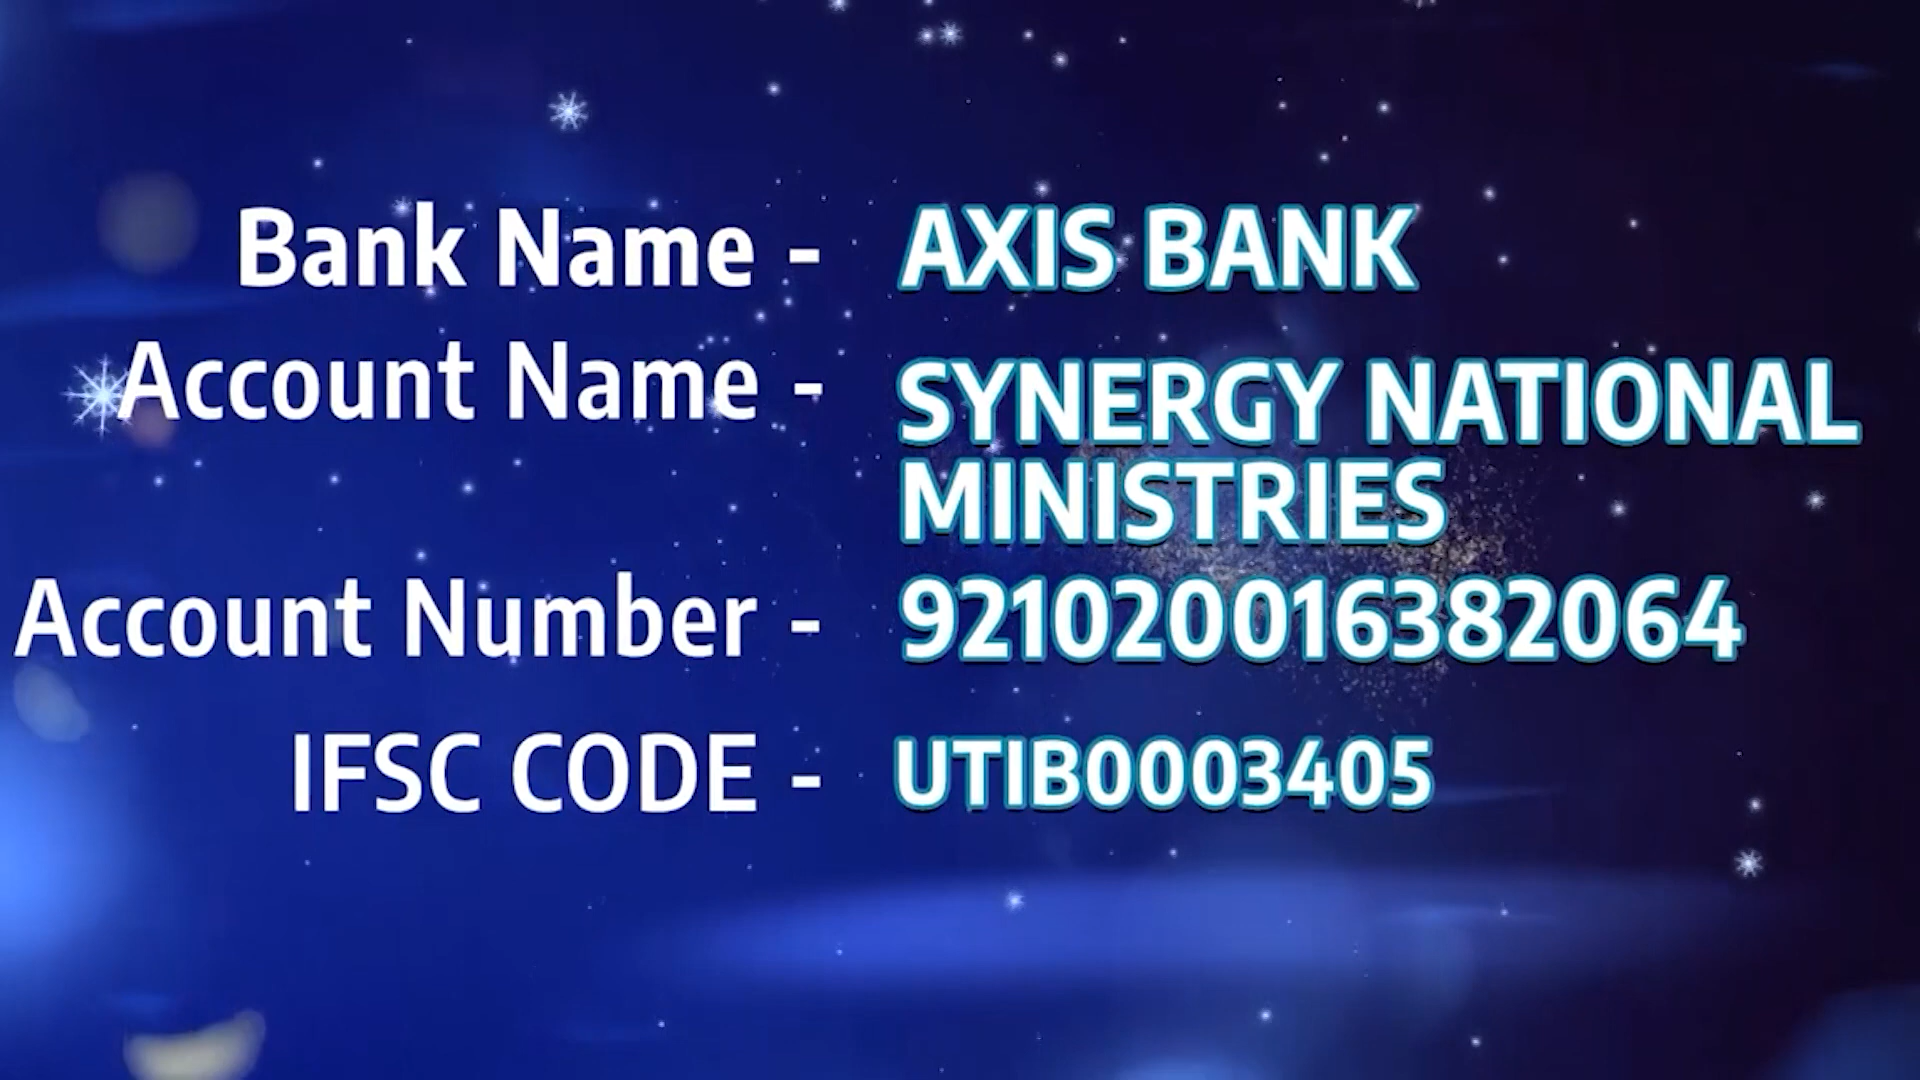 Bank Name - AXIS BANK
Account Name - SYNERGY NATIONAL
MINISTRIES
Account Number - 921020016382064
IFSC CODE - UTIB0003405